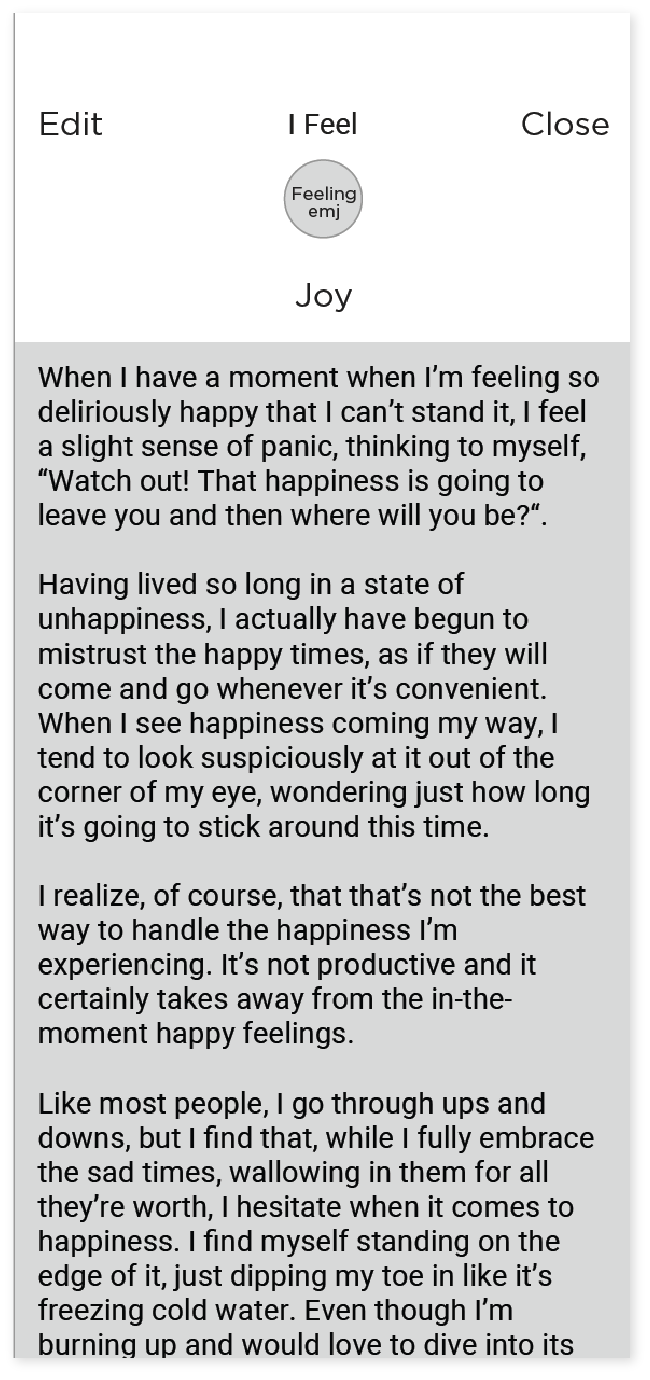 Edit I Feel Close
Feeling
emj
Joy
When I have a moment when I’m feeling so
deliriously happy that I can’t stand it, I feel
a slight sense of panic, thinking to myself,
“Watch out! That happiness is going to
leave you and then where will you be?“.
Having lived so long in a state of
unhappiness, I actually have begun to
mistrust the happy times, as if they will
come and go whenever it’s convenient.
When I see happiness coming my way, I
tend to look suspiciously at it out of the
corner of my eye, wondering just how long
it’s going to stick around this time.
I realize, of course, that that’s not the best
way to handle the happiness I’m
experiencing. It’s not productive and it
certainly takes away from the in-the-
moment happy feelings.
Like most people, I go through ups and
downs, but I find that, while I fully embrace
the sad times, wallowing in them for all
they’re worth, I hesitate when it comes to
happiness. I find myself standing on the
edge of it, just dipping my toe in like it’s
freezing cold water. Even though I’m
burning up and would love to dive into its